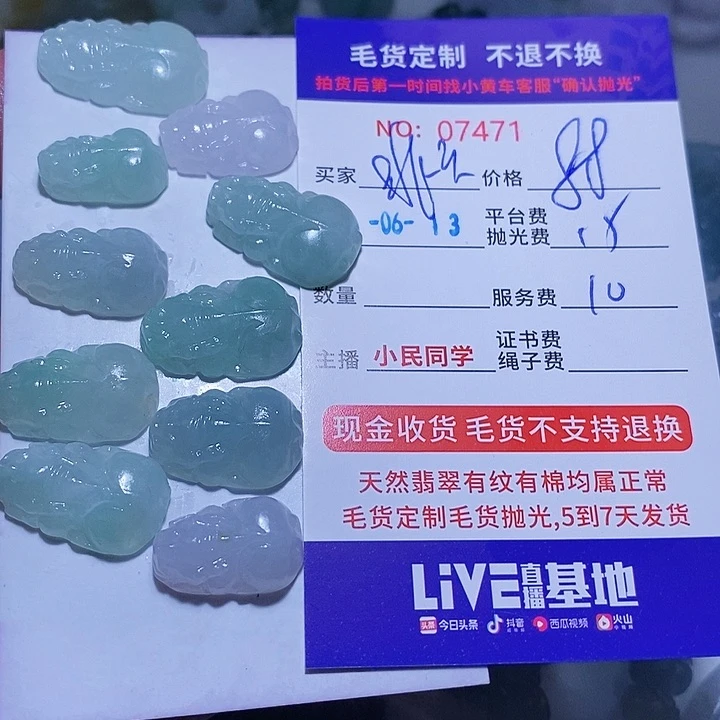 毛货定制 不退不换
拍货后第一时间找小黄车客服“确认抛光”
NO: 07471
买家 价格 88
-06- 13 平台费
抛光费 15
数量 服务费 10
主播 小民同学 证书费
绳子费
现金收货 毛货不支持退换
天然翡翠有纹有棉均属正常
毛货定制毛货抛光,5到7天发货
LiVE直播基地
头条 今日头条 抖音 西瓜视频 火山